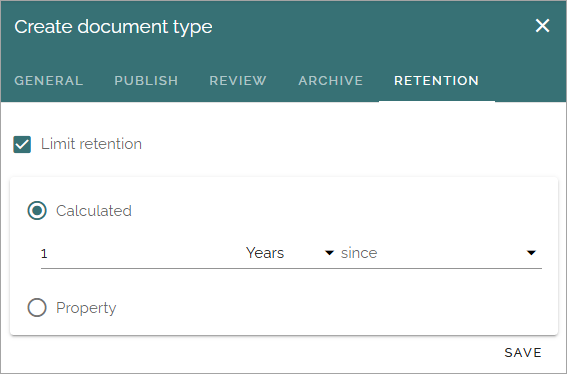 Create document type
GENERAL PUBLISH REVIEW ARCHIVE RETENTION
Limit retention
Calculated
1 Years since
Property
SAVE